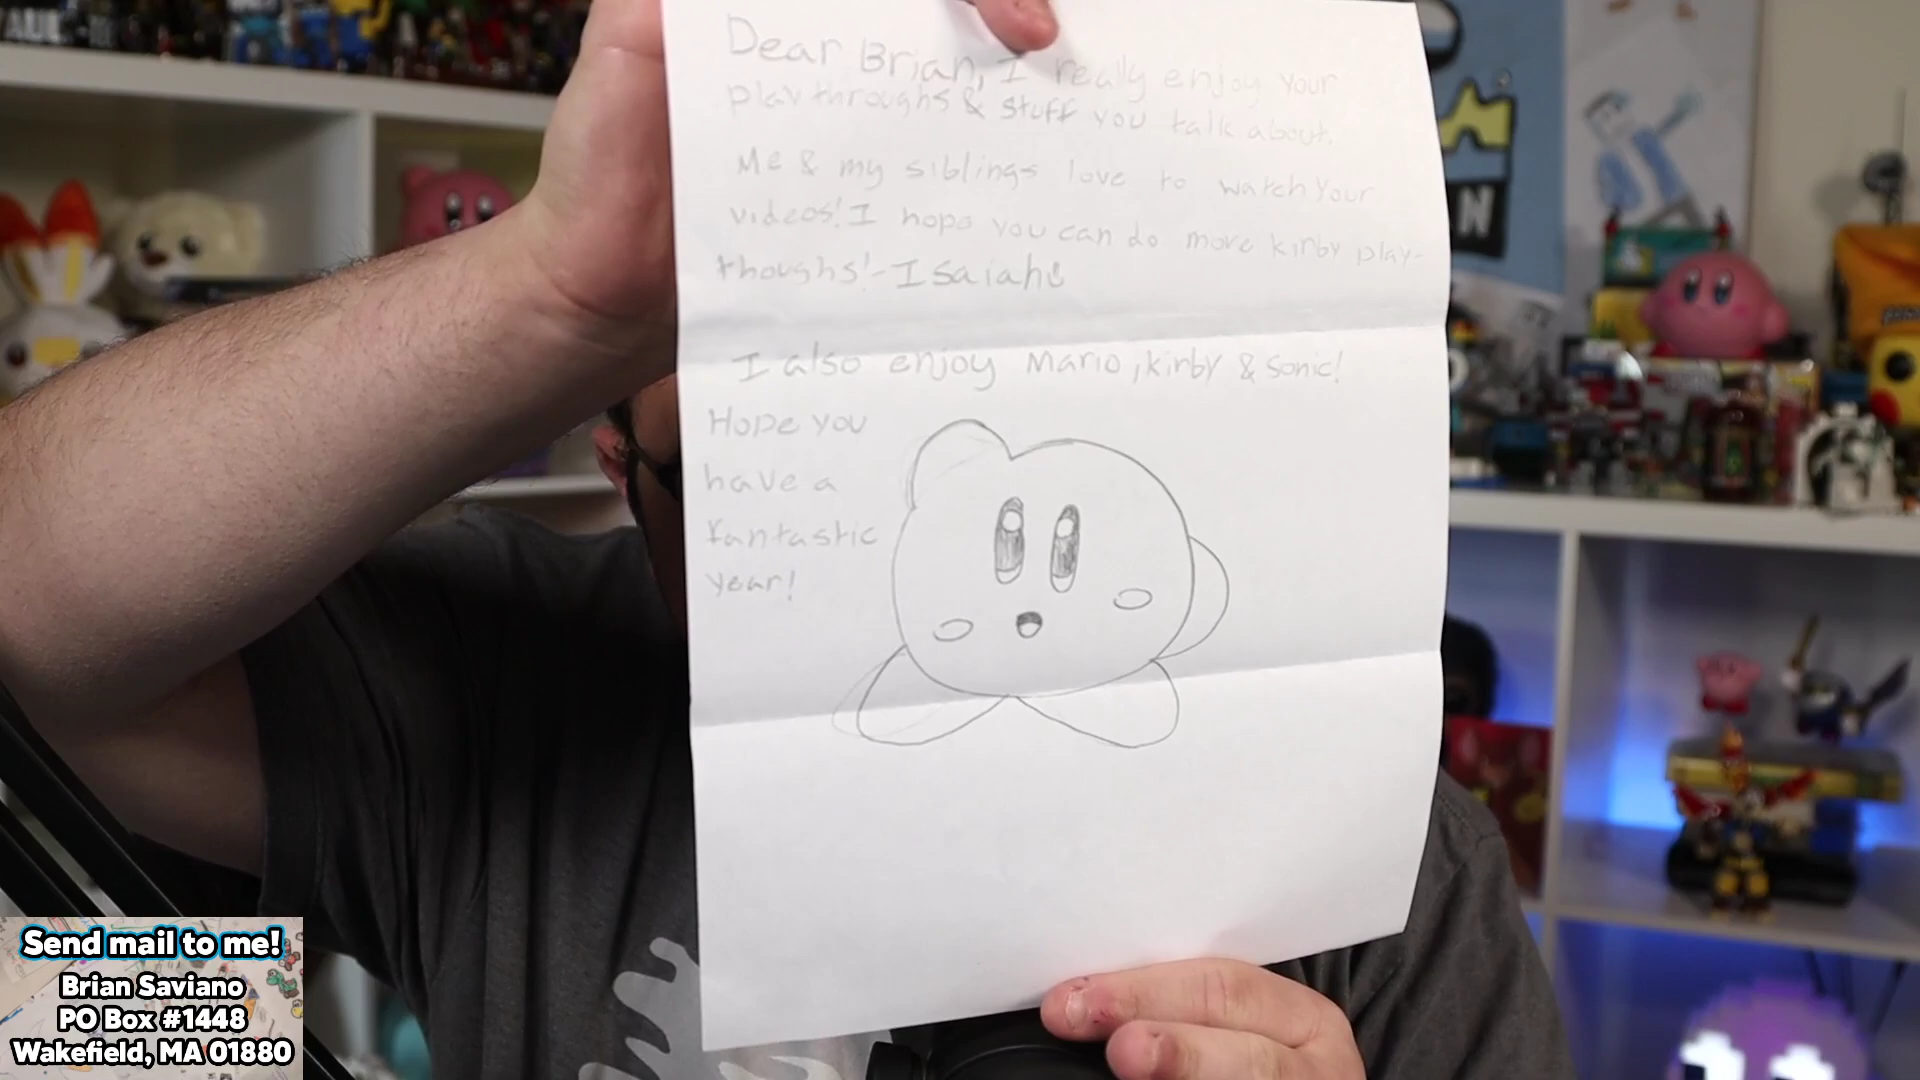 Dear Brian, I really enjoy your
playthroughs & stuff you talk about.
Me & my siblings love to watch your
videos! I hope you can do more kirby play-
thoughs! - Isaiah
I also enjoy Mario, kirby & sonic!
Hope you
have a
fantastic
year!
Send mail to me!
Brian Saviano
PO Box #1448
Wakefield, MA 01880